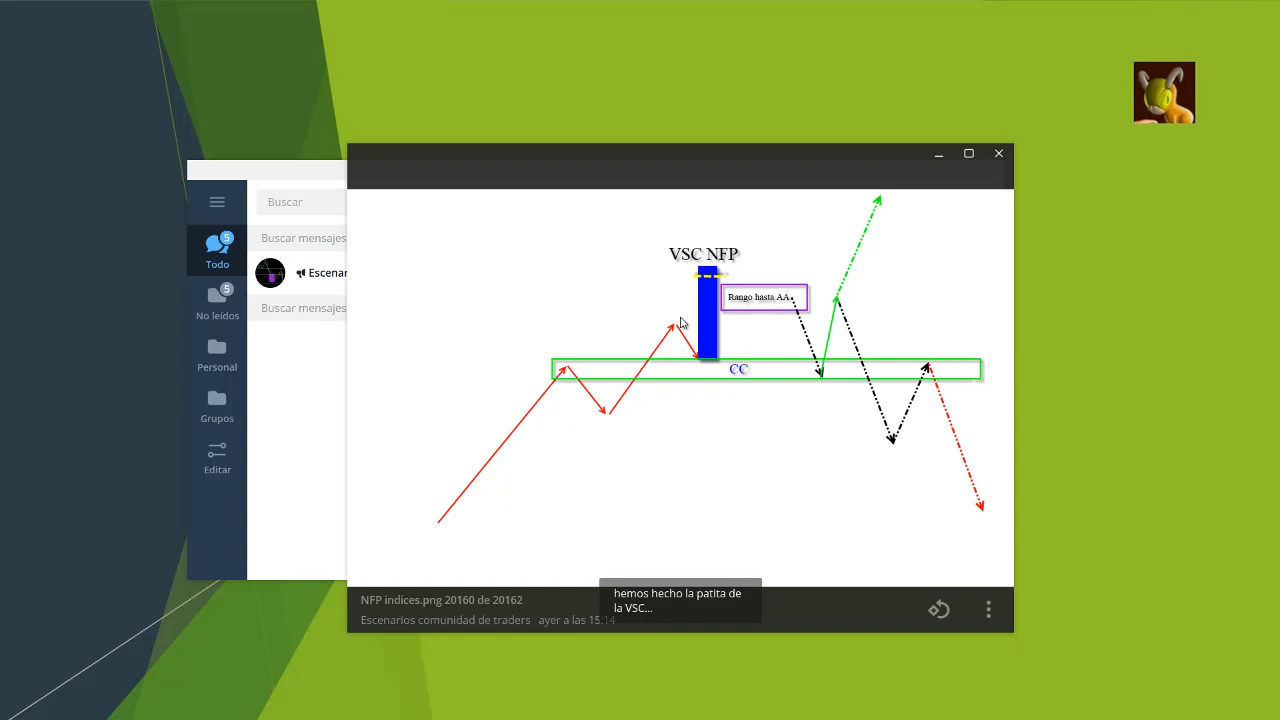 Buscar
Buscar mensajes
5
Todo
Escenar
Buscar mensajes
5
No leídos
Personal
Grupos
Editar
VSC NFP
Rango hasta AA
CC
hemos hecho la patita de
la VSC...
NFP indices.png 20160 de 20162
Escenarios comunidad de traders ayer a las 15:14